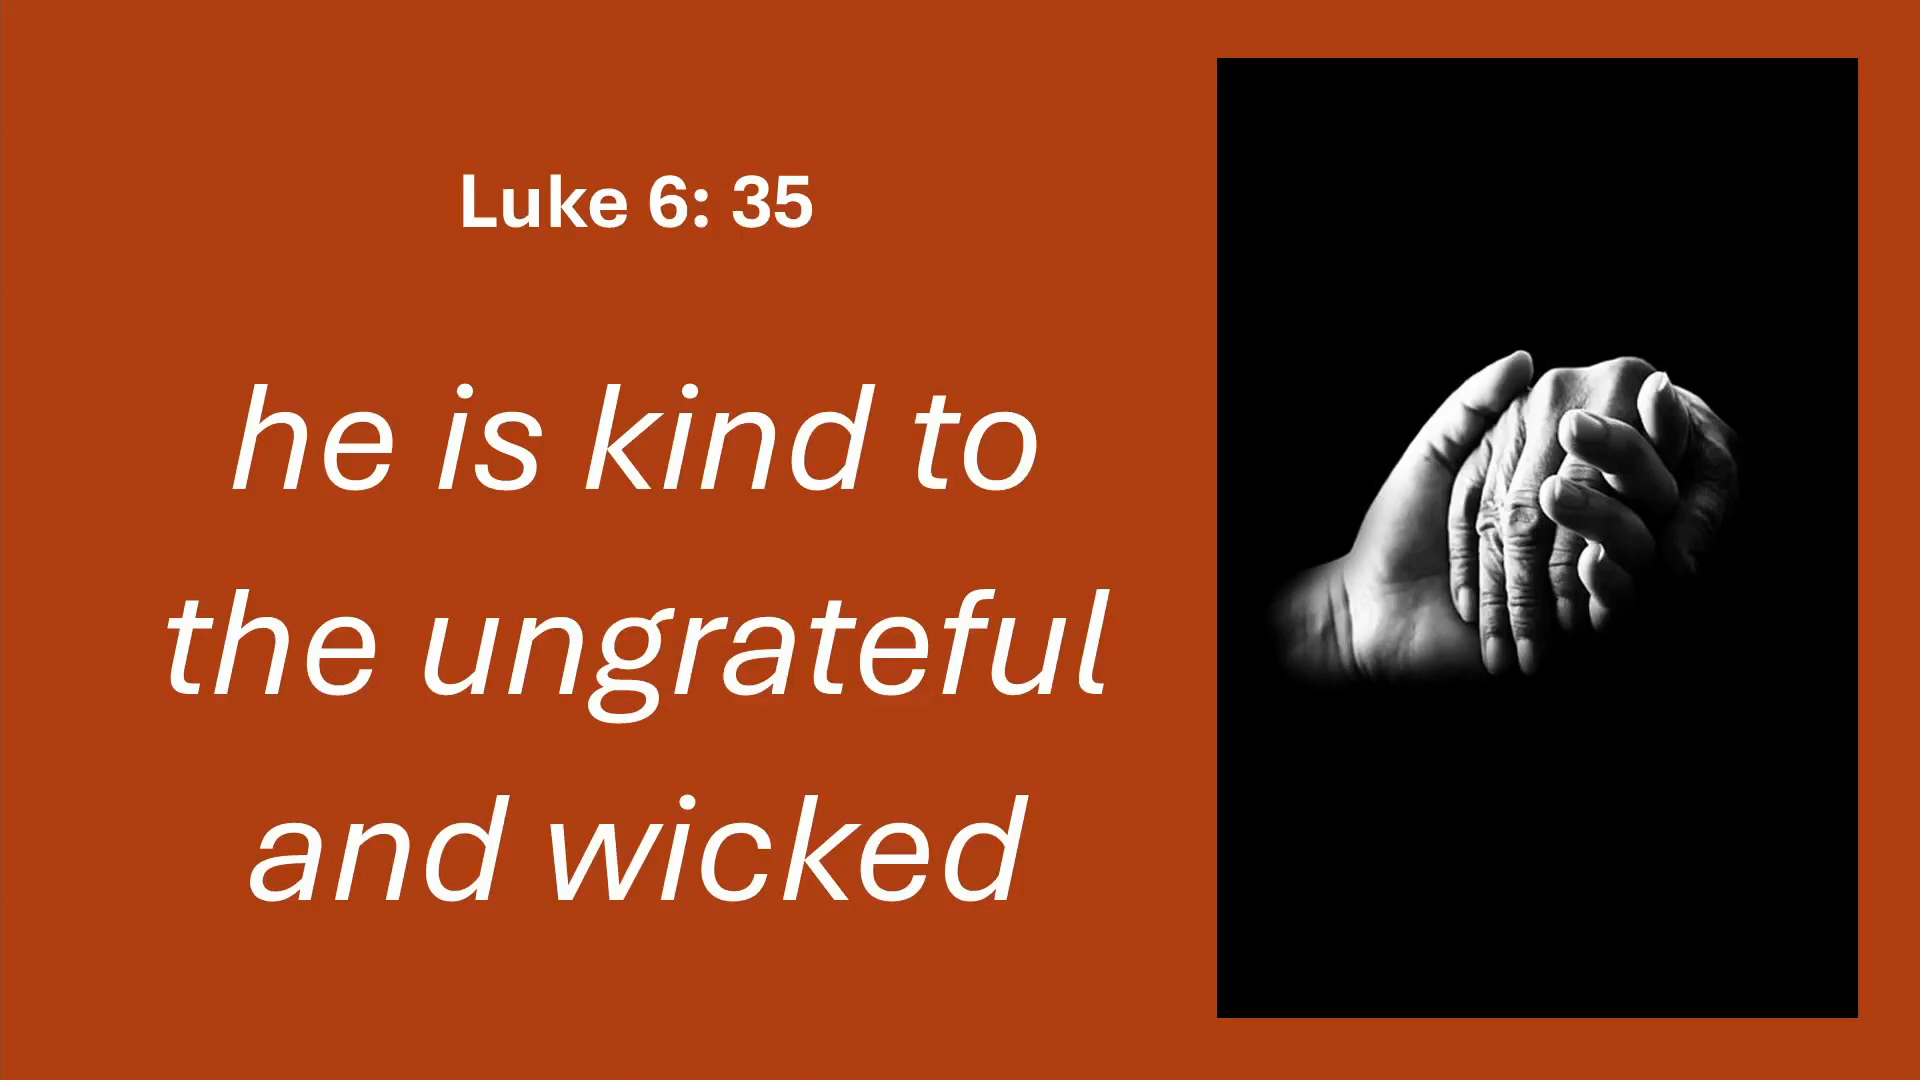 Luke 6: 35
he is kind to
the ungrateful
and wicked